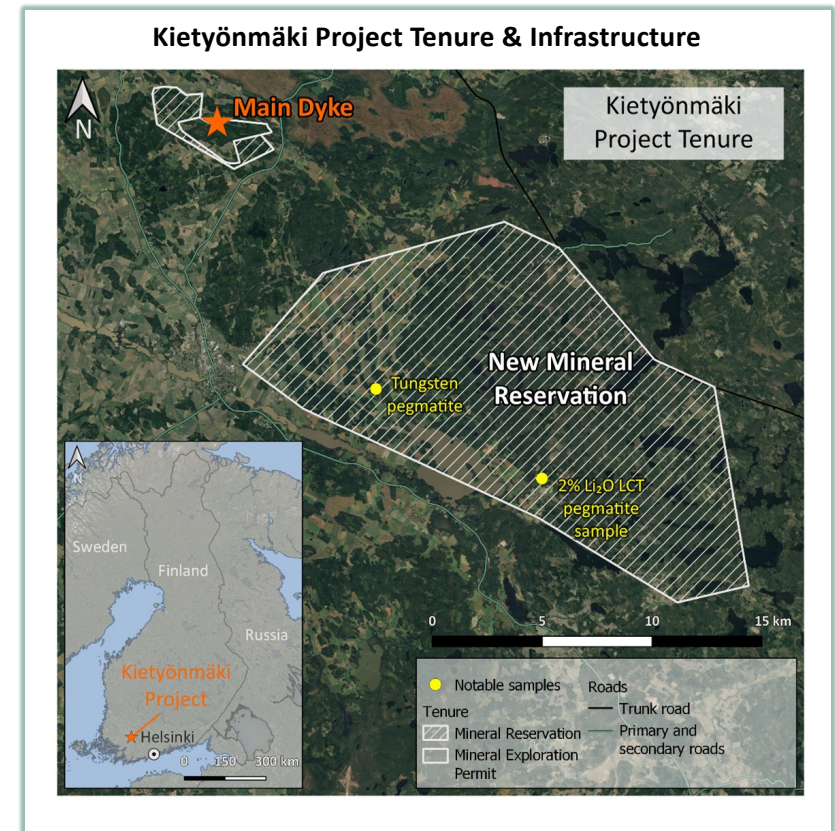 Kietyönmäki Project Tenure & Infrastructure
N
Main Dyke
Kietyönmäki
Project Tenure
New Mineral
Reservation
Tungsten
pegmatite
2% Li₂O LCT
pegmatite
sample
N
Sweden
Finland
Russia
Kietyönmäki
Project
Helsinki
0 150 300 km
0 5 10 15 km
Notable samples
Tenure
Mineral Reservation
Mineral Exploration
Permit
Roads
Trunk road
Primary and
secondary roads